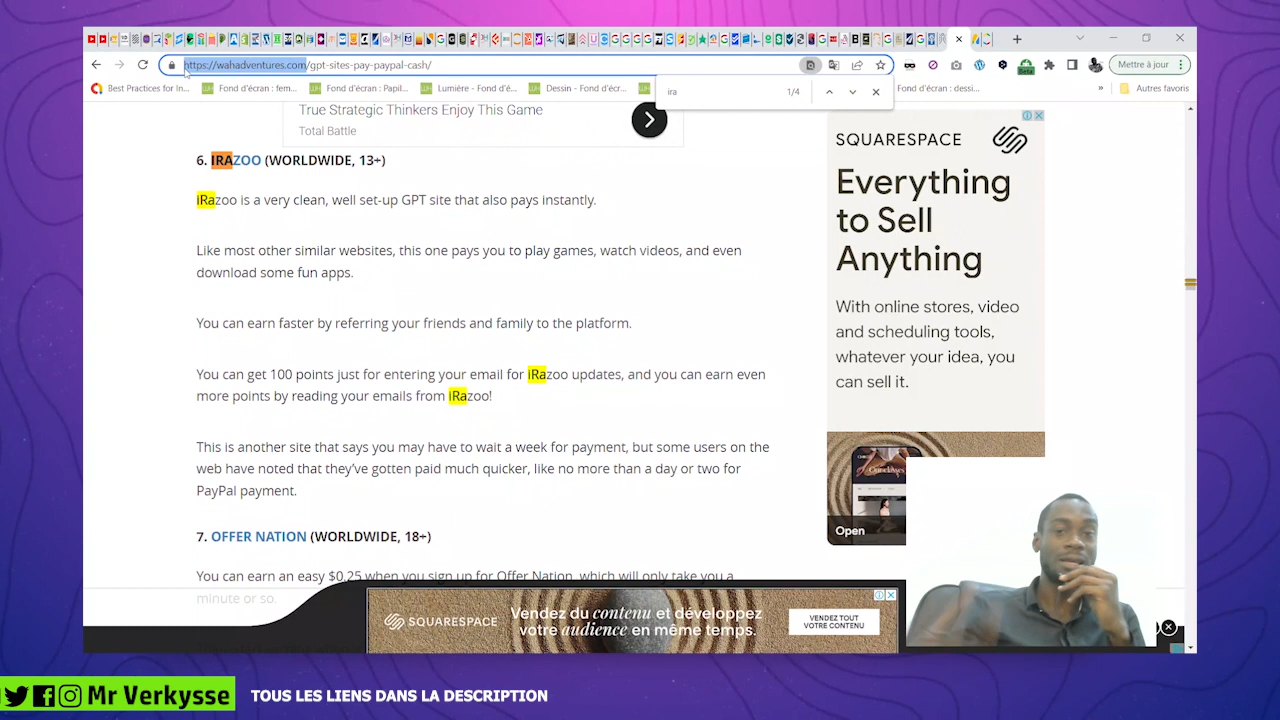 https://wahadventures.com/gpt-sites-pay-paypal-cash/
Mettre à jour
Best Practices for In...
Fond d'écran : fem...
Fond d'écran : Papil...
Lumière - Fond d'é...
Dessin - Fond d'écr...
Fond d'écran : dessi...
»
Autres favoris
ira
1/4
True Strategic Thinkers Enjoy This Game
Total Battle
6. IRAZOO (WORLDWIDE, 13+)
iRazoo is a very clean, well set-up GPT site that also pays instantly.
Like most other similar websites, this one pays you to play games, watch videos, and even
download some fun apps.
You can earn faster by referring your friends and family to the platform.
You can get 100 points just for entering your email for iRazoo updates, and you can earn even
more points by reading your emails from iRazoo!
This is another site that says you may have to wait a week for payment, but some users on the
web have noted that they've gotten paid much quicker, like no more than a day or two for
PayPal payment.
7. OFFER NATION (WORLDWIDE, 18+)
You can earn an easy $0.25 when you sign up for Offer Nation, which will only take you a
minute or so.
SQUARESPACE
Everything
to Sell
Anything
With online stores, video
and scheduling tools,
whatever your idea, you
can sell it.
Open
SQUARESPACE
Vendez du contenu et développez
votre audience en même temps.
VENDEZ TOUT
VOTRE CONTENU
Mr Verkysse
TOUS LES LIENS DANS LA DESCRIPTION